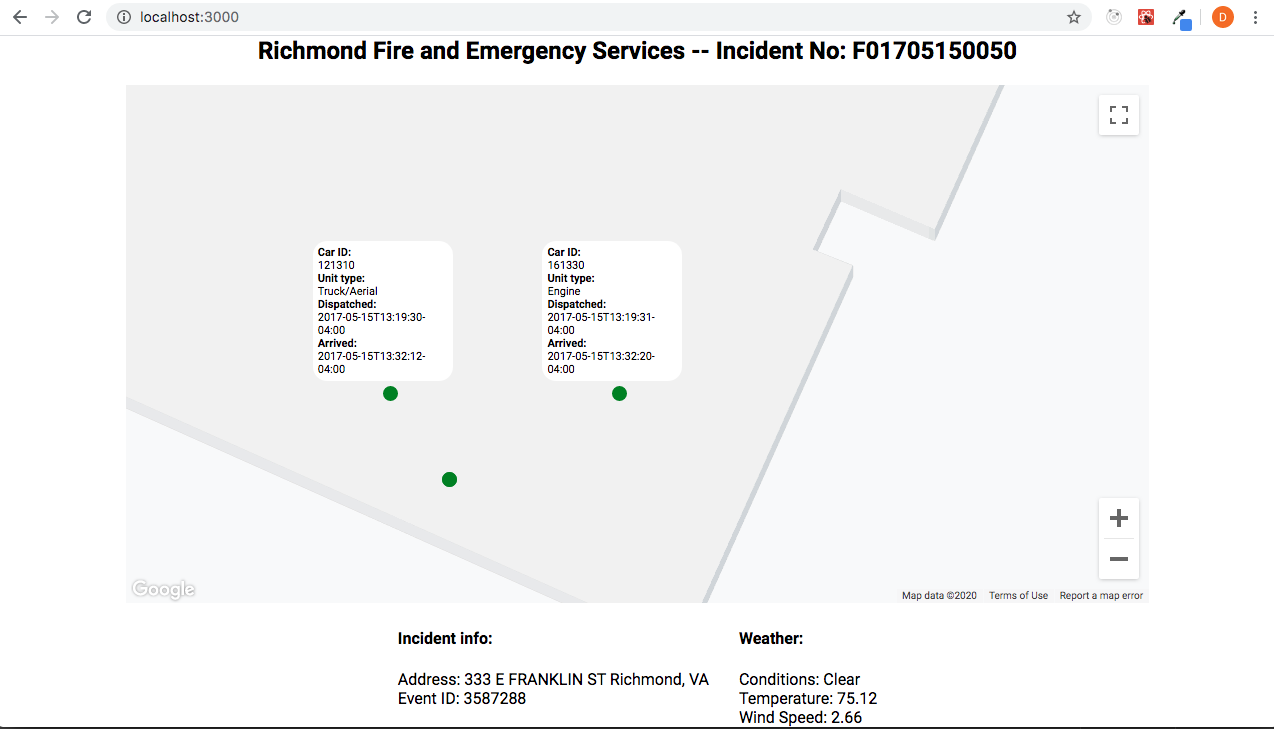 localhost:3000
D
Richmond Fire and Emergency Services -- Incident No: F01705150050
Car ID:
121310
Unit type:
Truck/Aerial
Dispatched:
2017-05-15T13:19:30-
04:00
Arrived:
2017-05-15T13:32:12-
04:00
Car ID:
161330
Unit type:
Engine
Dispatched:
2017-05-15T13:19:31-
04:00
Arrived:
2017-05-15T13:32:20-
04:00
Google
Map data ©2020 Terms of Use Report a map error
Incident info:
Address: 333 E FRANKLIN ST Richmond, VA
Event ID: 3587288
Weather:
Conditions: Clear
Temperature: 75.12
Wind Speed: 2.66